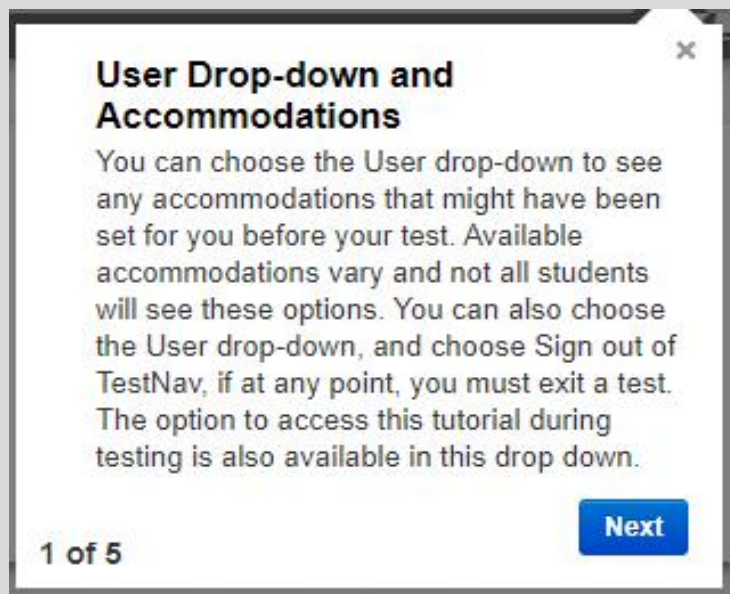 ×
User Drop-down and
Accommodations
You can choose the User drop-down to see
any accommodations that might have been
set for you before your test. Available
accommodations vary and not all students
will see these options. You can also choose
the User drop-down, and choose Sign out of
TestNav, if at any point, you must exit a test.
The option to access this tutorial during
testing is also available in this drop down.
Next
1 of 5